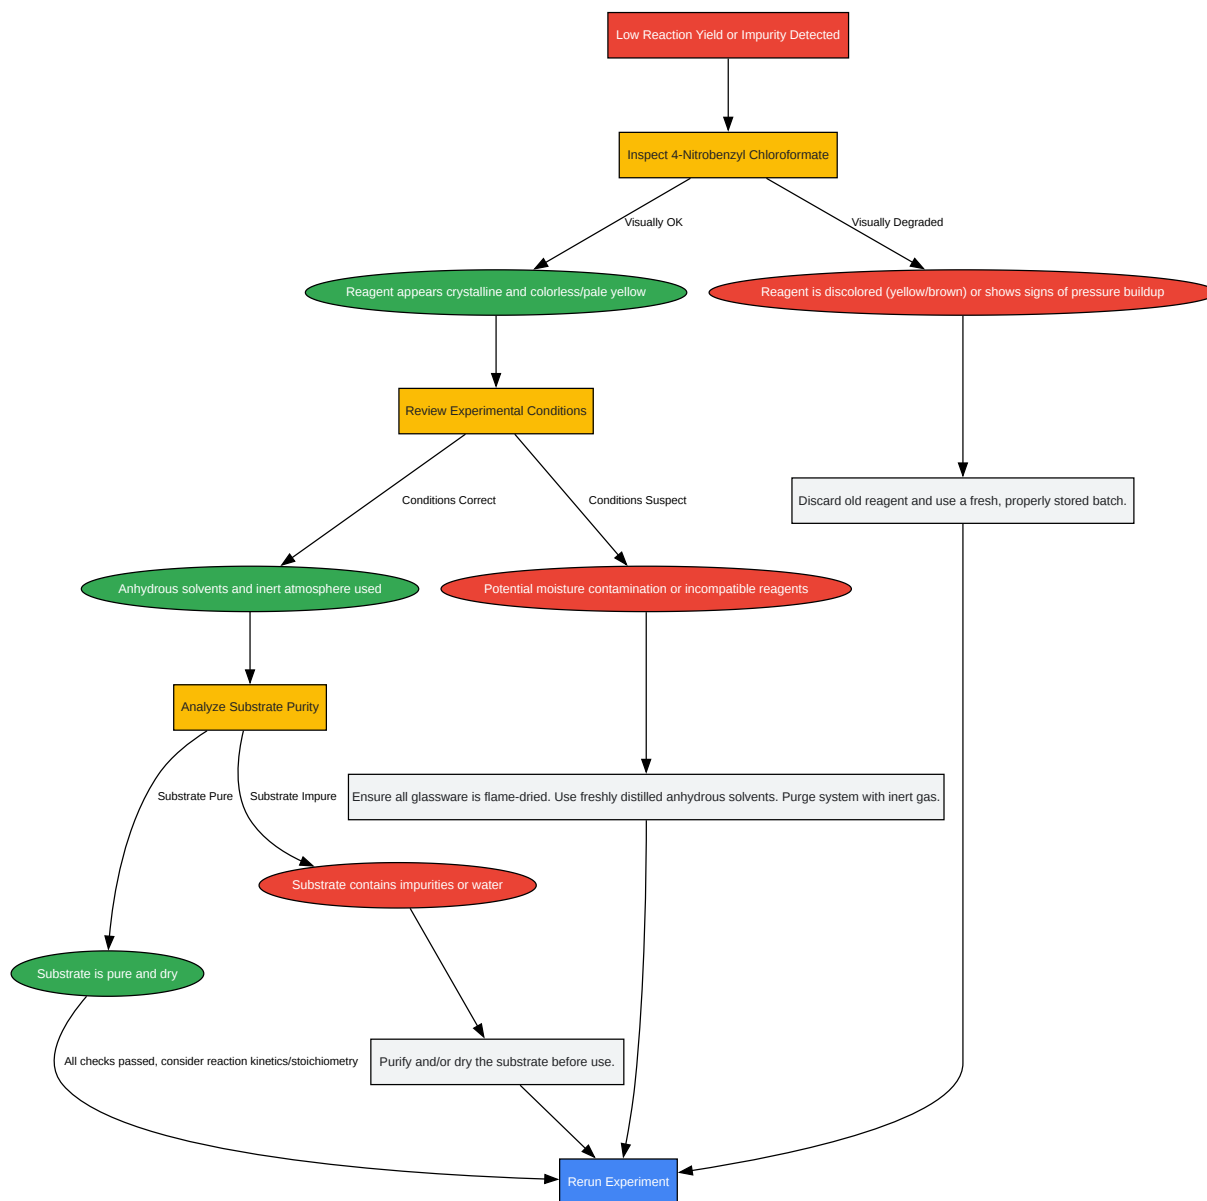 Low Reaction Yield or Impurity Detected
Inspect 4-Nitrobenzyl Chloroformate
Visually OK
Visually Degraded
Reagent appears crystalline and colorless/pale yellow
Reagent is discolored (yellow/brown) or shows signs of pressure buildup
Review Experimental Conditions
Conditions Correct
Conditions Suspect
Discard old reagent and use a fresh, properly stored batch.
Anhydrous solvents and inert atmosphere used
Potential moisture contamination or incompatible reagents
Analyze Substrate Purity
Substrate Pure
Substrate Impure
Ensure all glassware is flame-dried. Use freshly distilled anhydrous solvents. Purge system with inert gas.
Substrate contains impurities or water
Substrate is pure and dry
All checks passed, consider reaction kinetics/stoichiometry
Purify and/or dry the substrate before use.
Rerun Experiment